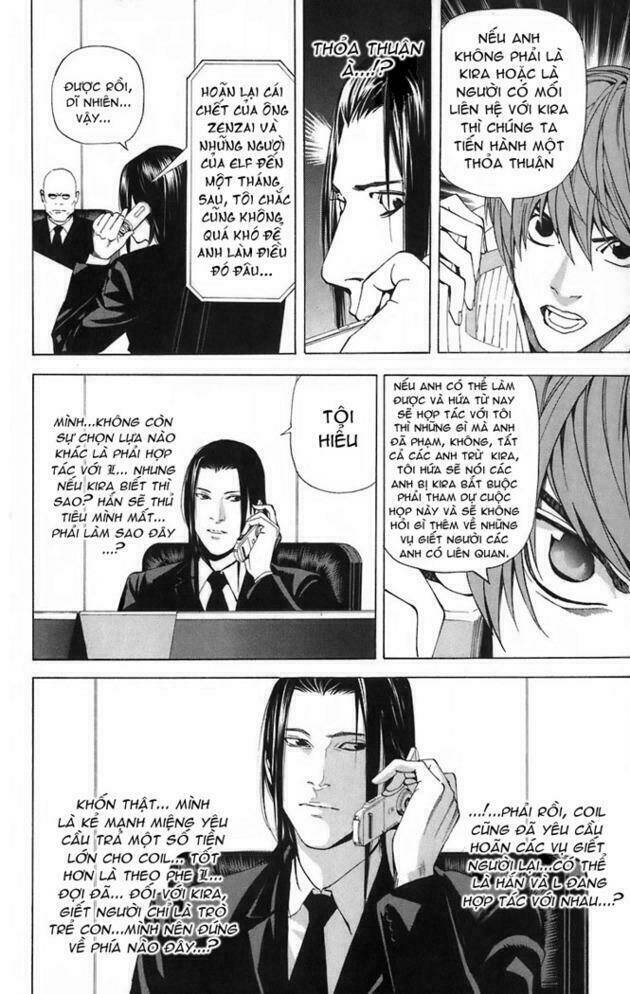 NẾU ANH
KHÔNG PHẢI LÀ
KIRA HOẶC LÀ
NGƯỜI CÓ MỐI
LIÊN HỆ VỚI KIRA
THÌ CHÚNG TA
TIẾN HÀNH MỘT
THỎA THUẬN
THỎA THUẬN
À...!?
HOÃN LẠI CÁI
CHẾT CỦA ÔNG
ZENZAI VÀ
NHỮNG NGƯỜI
CỦA ELF ĐẾN
MỘT THÁNG
SAU, TÔI CHẮC
CŨNG KHÔNG
QUÁ KHÓ ĐỂ
ANH LÀM ĐIỀU
ĐÓ ĐÂU...
ĐƯỢC RỒI,
DĨ NHIÊN...
VẬY...
NẾU ANH CÓ THỂ LÀM
ĐƯỢC VÀ HỨA TỪ NAY
SẼ HỢP TÁC VỚI TÔI
THÌ NHỮNG GÌ MÀ ANH
ĐÃ PHẠM, KHÔNG, TẤT
CẢ CÁC ANH TRỪ KIRA,
TÔI HỨA SẼ NÓI CÁC
ANH BỊ KIRA BẮT BUỘC
PHẢI THAM DỰ CUỘC
HỌP NÀY VÀ SẼ KHÔNG
HỎI GÌ THÊM VỀ NHỮNG
VỤ GIẾT NGƯỜI CÁC
ANH CÓ LIÊN QUAN.
TÔI
HIỂU
MÌNH...KHÔNG CÒN
SỰ CHỌN LỰA NÀO
KHÁC LÀ PHẢI HỢP
TÁC VỚI L... NHƯNG
NẾU KIRA BIẾT THÌ
SAO? HẮN SẼ THỦ
TIÊU MÌNH MẤT...
PHẢI LÀM SAO ĐÂY
...?
...!...PHẢI RỒI, COIL
CŨNG ĐÃ YÊU CẦU
HOÃN CÁC VỤ GIẾT
NGƯỜI LẠI...CÓ THỂ
LÀ HẮN VÀ L ĐANG
HỢP TÁC VỚI NHAU...?
KHỐN THẬT... MÌNH
LÀ KẺ MẠNH MIỆNG YÊU
CẦU TRẢ MỘT SỐ TIỀN
LỚN CHO COIL... TỐT
HƠN LÀ THEO PHE L...
ĐỢI ĐÃ... ĐỐI VỚI KIRA,
GIẾT NGƯỜI CHỈ LÀ TRÒ
TRẺ CON...MÌNH NÊN ĐỨNG
VỀ PHÍA NÀO ĐÂY...?